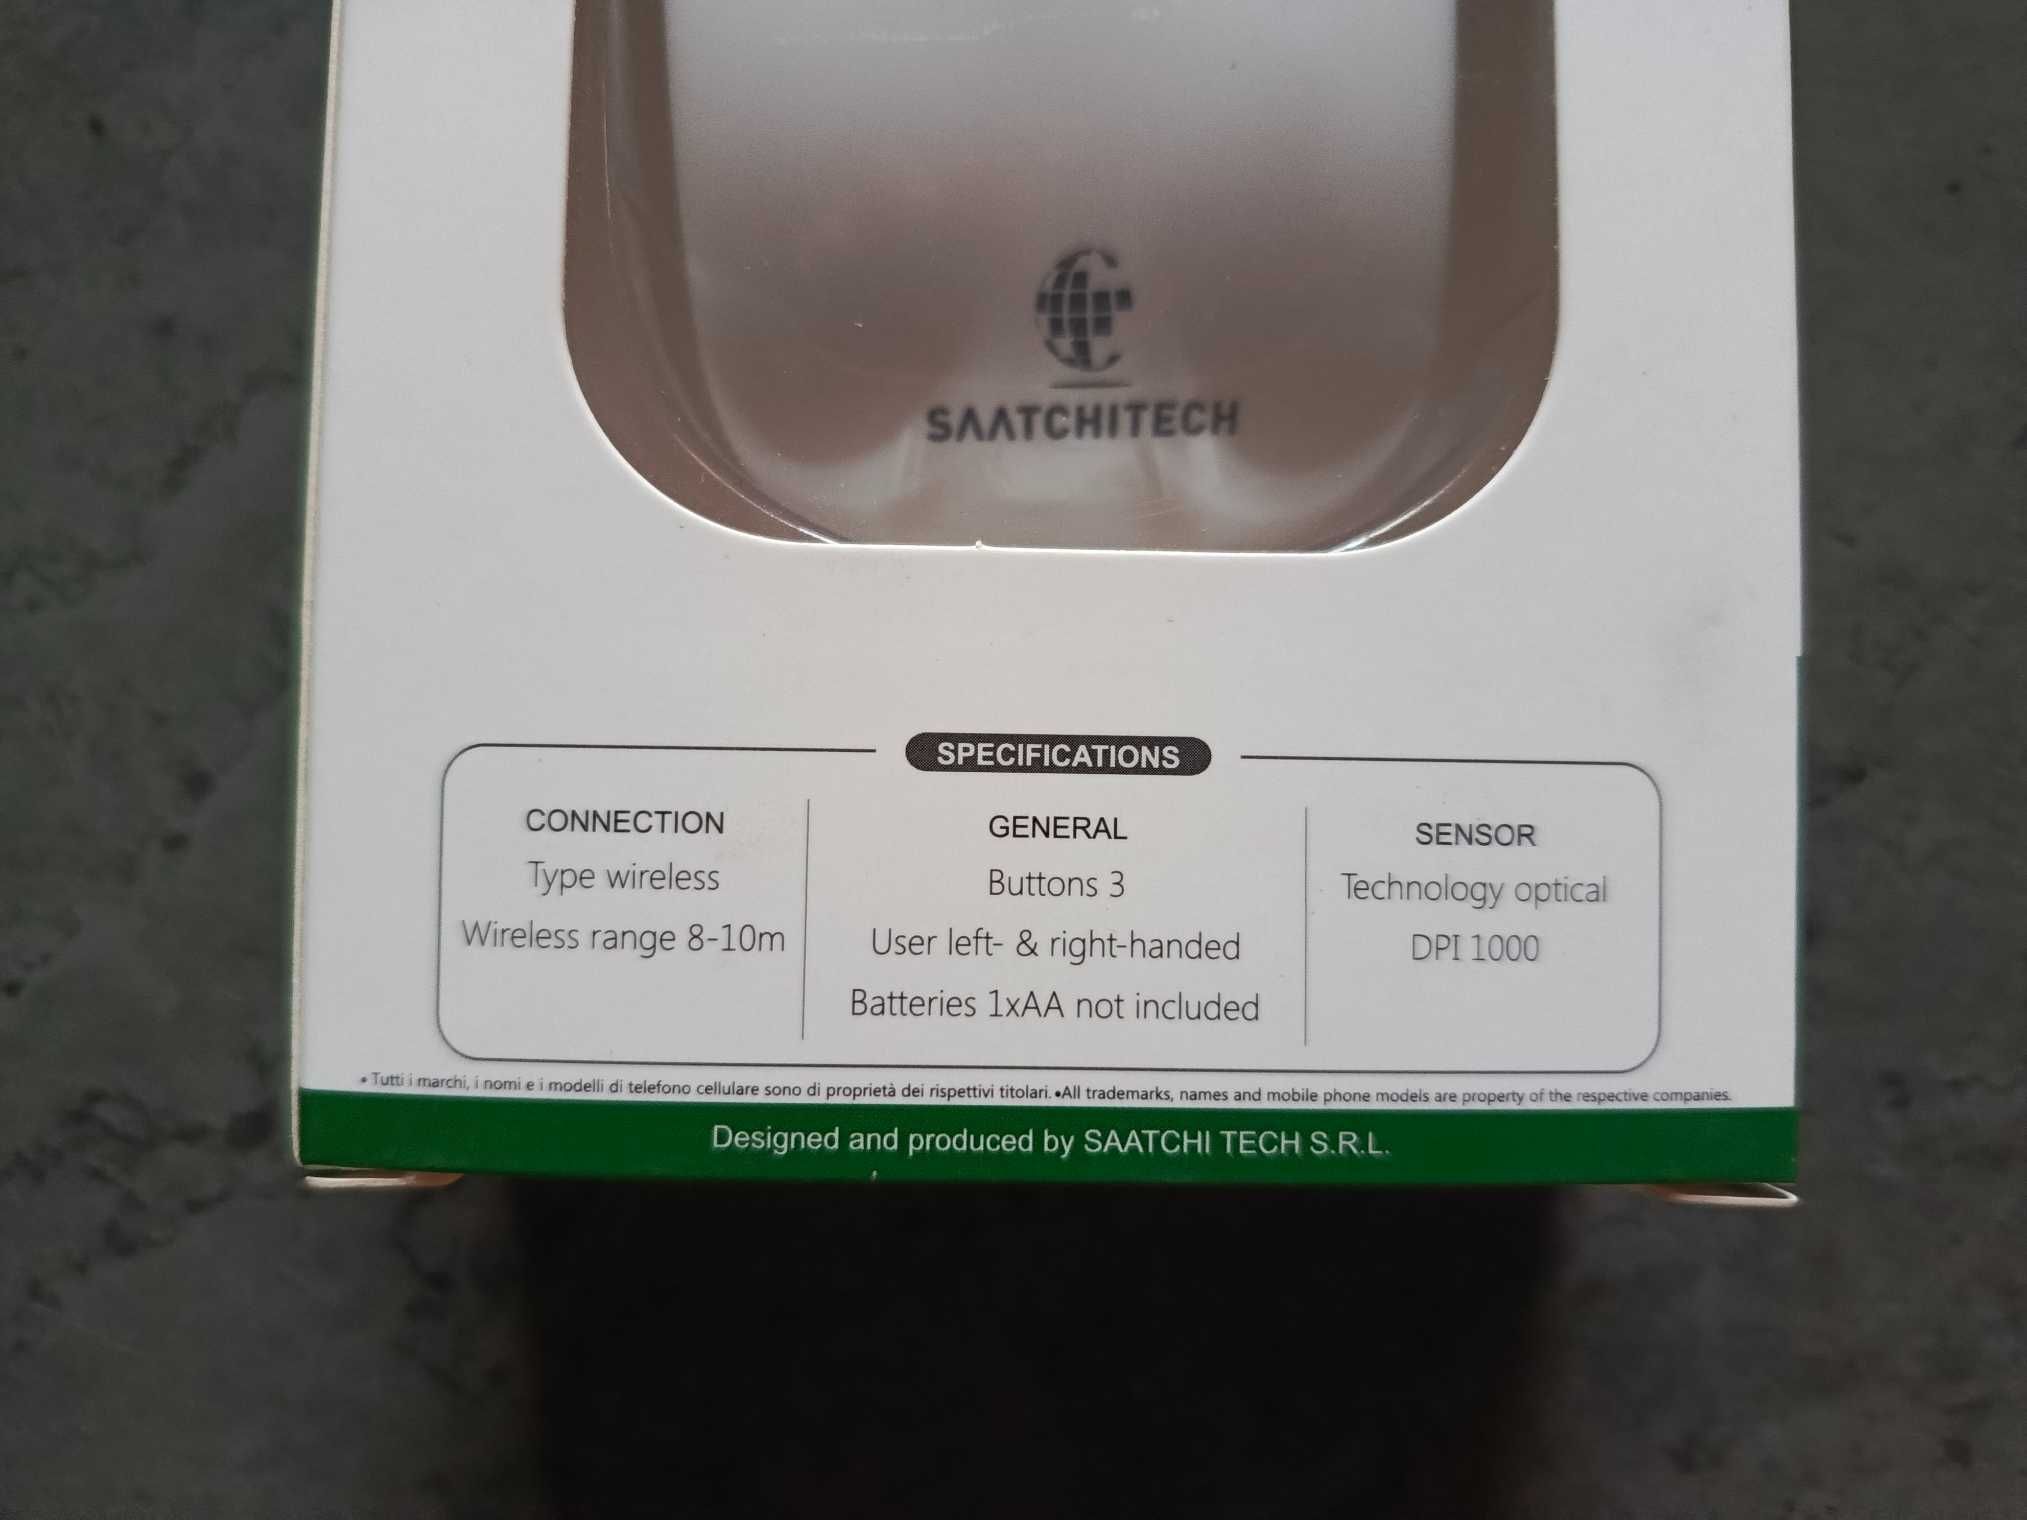 SAATCHITECH
SPECIFICATIONS
CONNECTION
Type wireless
Wireless range 8-10m
GENERAL
Buttons 3
User left- & right-handed
Batteries 1xAA not included
SENSOR
Technology optical
DPI 1000
• Tutti i marchi, i nomi e i modelli di telefono cellulare sono di proprietà dei rispettivi titolari. •All trademarks, names and mobile phone models are property of the respective companies.
Designed and produced by SAATCHI TECH S.R.L.